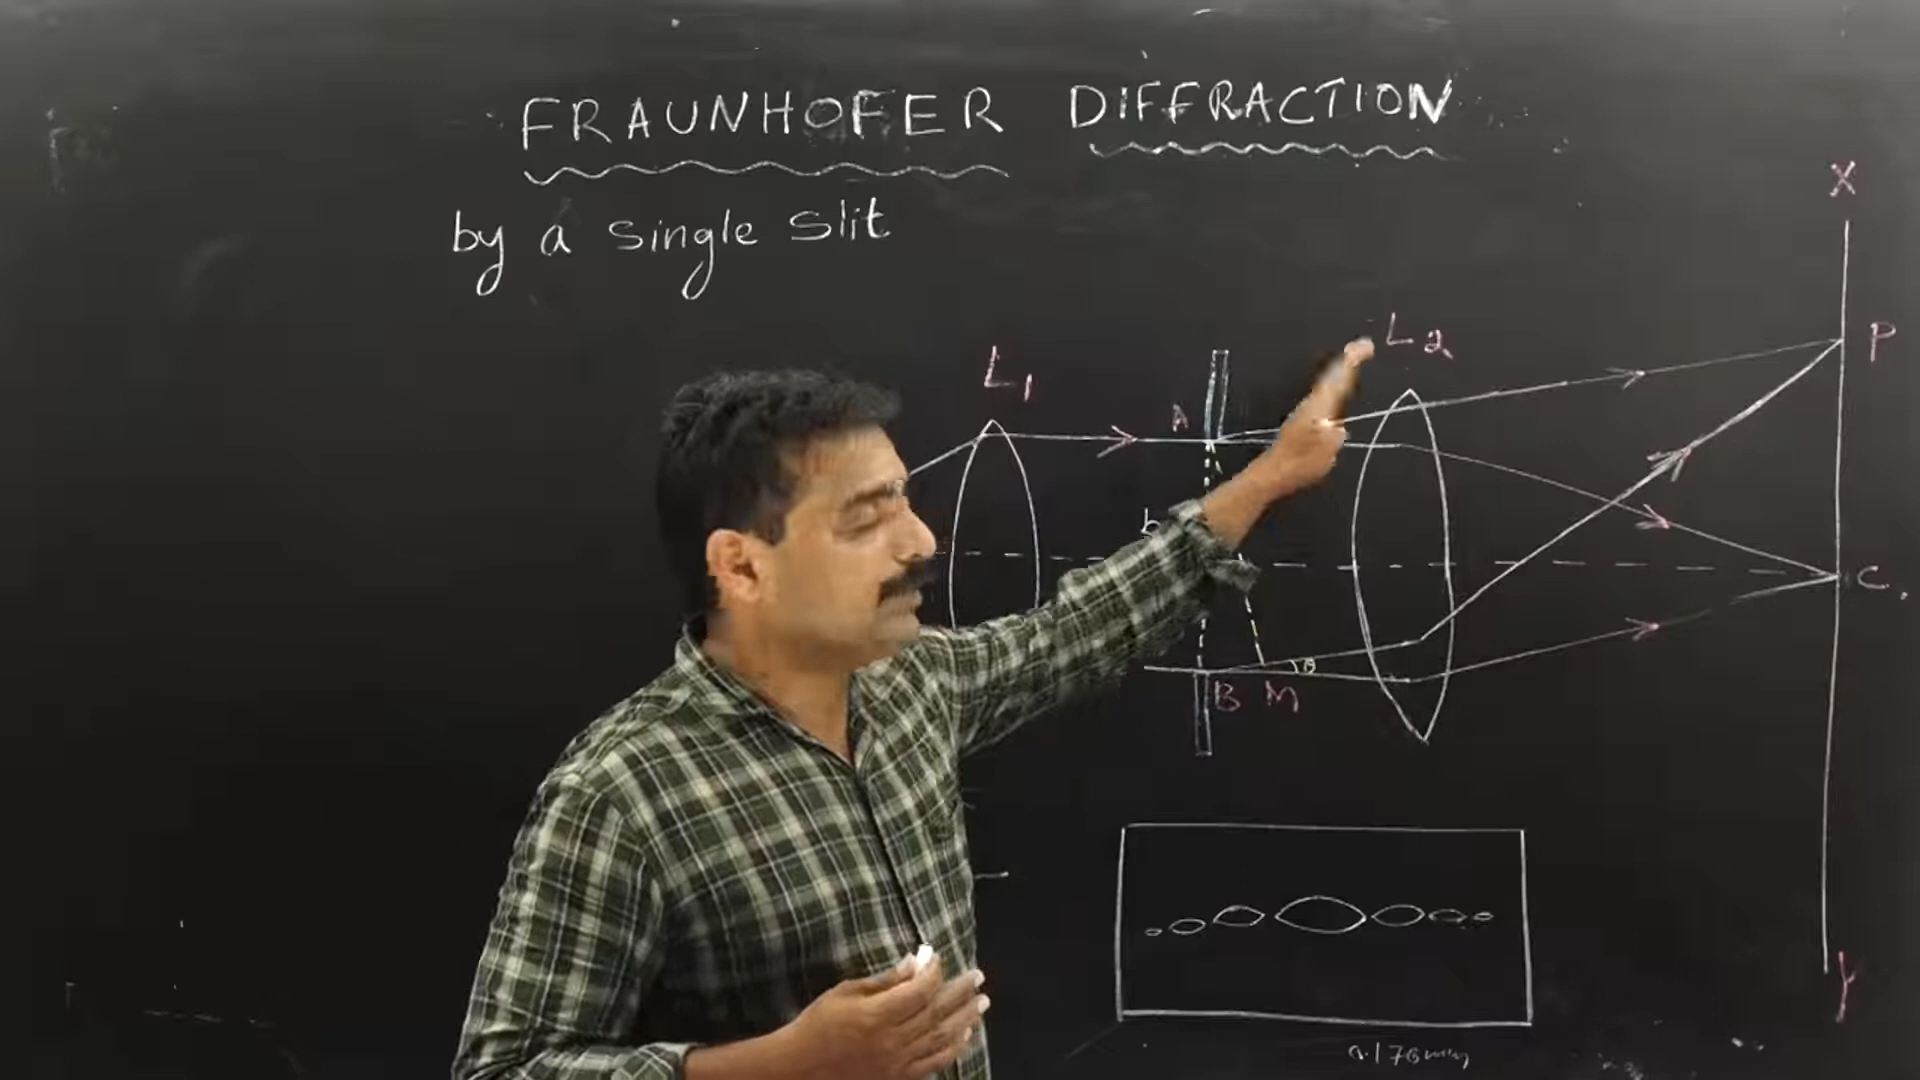 FRAUNHOFER DIFFRACTION
by a single slit
X
L2
P
L1
A
b
C.
θ
B M
Y